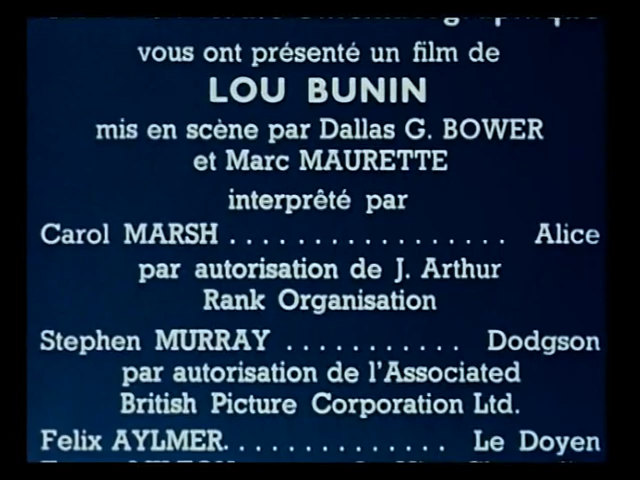 vous ont présenté un film de
LOU BUNIN
mis en scène par Dallas G. BOWER
et Marc MAURETTE
interprêté par
Carol MARSH . . . . . . . . . . . . . . . . . Alice
par autorisation de J. Arthur
Rank Organisation
Stephen MURRAY . . . . . . . . . . . Dodgson
par autorisation de l'Associated
British Picture Corporation Ltd.
Felix AYLMER. . . . . . . . . . . . . . Le Doyen